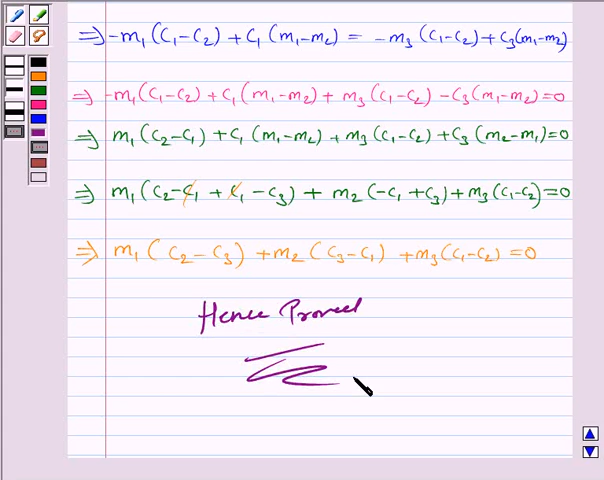 ⇒ -m₁(C₁-C₂) + C₁(m₁-m₂) = -m₃(C₁-C₂)+C₃(m₁-m₂)
⇒ -m₁(C₁-C₂) + C₁(m₁-m₂) + m₃(C₁-C₂) -C₃(m₁-m₂)=0
⇒ m₁(C₂-C₁) + C₁(m₁-m₂) + m₃(C₁-C₂) + C₃(m₂-m₁)=0
⇒ m₁(C₂-C₁ + C₁ -C₃) + m₂(-C₁ +C₃)+m₃(C₁-C₂)=0
⇒ m₁(C₂-C₃) +m₂(C₃-C₁) +m₃(C₁-C₂) =0
Hence Proved